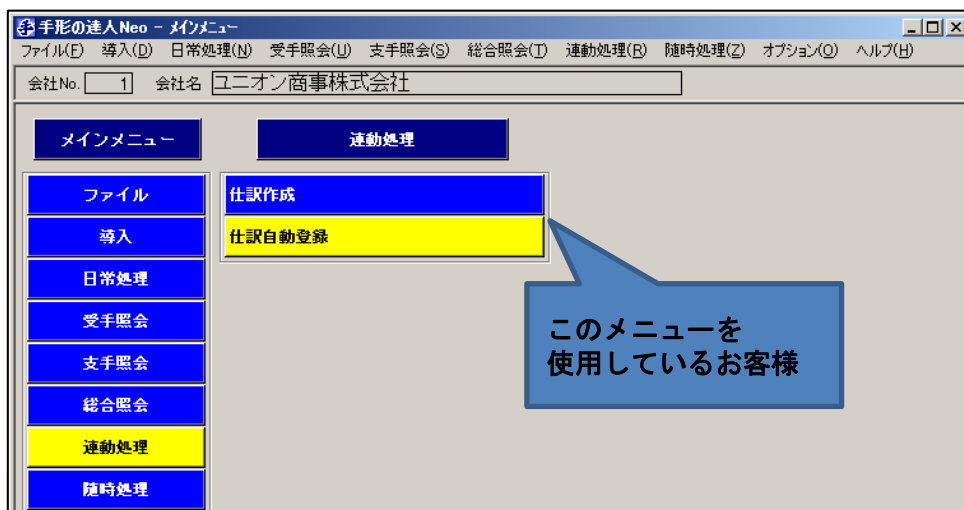 手形の達人Neo - ﾒｲﾝﾒﾆｭｰ
ファイル(F) 導入(D) 日常処理(N) 受手照会(U) 支手照会(S) 総合照会(T) 連動処理(R) 随時処理(Z) オプション(O) ヘルプ(H)
会社No. 1 会社名 ユニオン商事株式会社
メインメニュー 連動処理
ファイル 仕訳作成
導入 仕訳自動登録
日常処理
受手照会
支手照会
総合照会
連動処理
随時処理
このメニューを
使用しているお客様